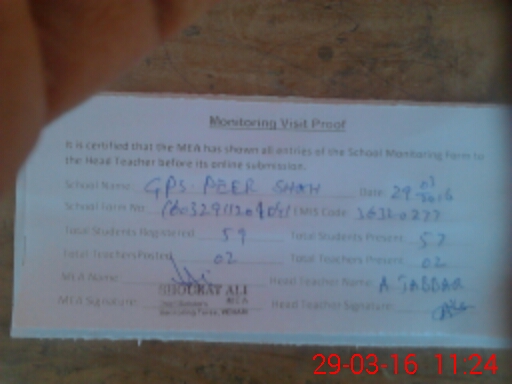 Monitoring Visit Proof
It is certified that the MEA has shown all entries of the School Monitoring Form to
the Head Teacher before its online submission.
School Name: GPS. PEER SHAH Date: 29 03 2016
School Form No: EMIS Code: 36320277
Total Students Registered: 59 Total Students Present: 57
Total Teachers Posted 02 Total Teachers Present: 02
MEA Name: SHOUKAT ALI Head Teacher Name: A JABBAR
MEA Signature: MEA Head Teacher Signature:
29-03-16 11:24